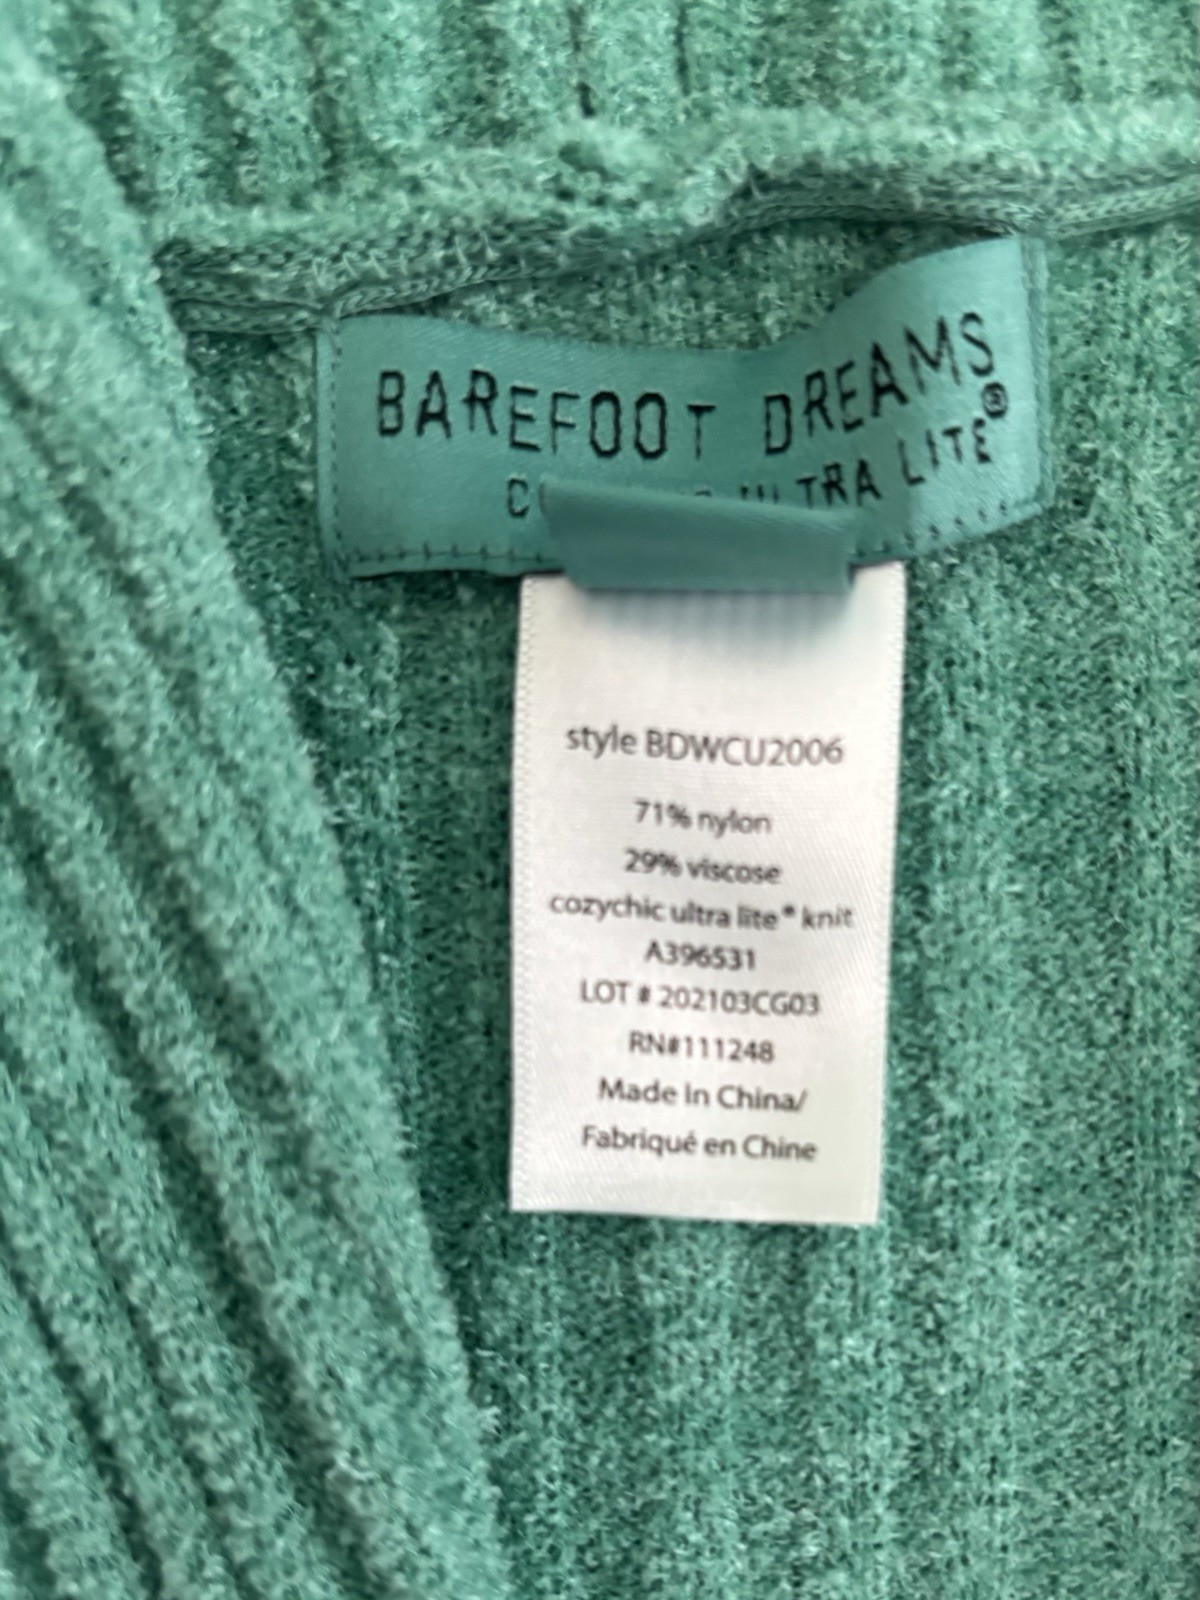 BAREFOOT DREAMS®
ULTRA LITE
style BDWCU2006
71% nylon
29% viscose
cozychic ultra lite® knit
A396531
LOT # 202103CG03
RN#111248
Made in China/
Fabriqué en Chine